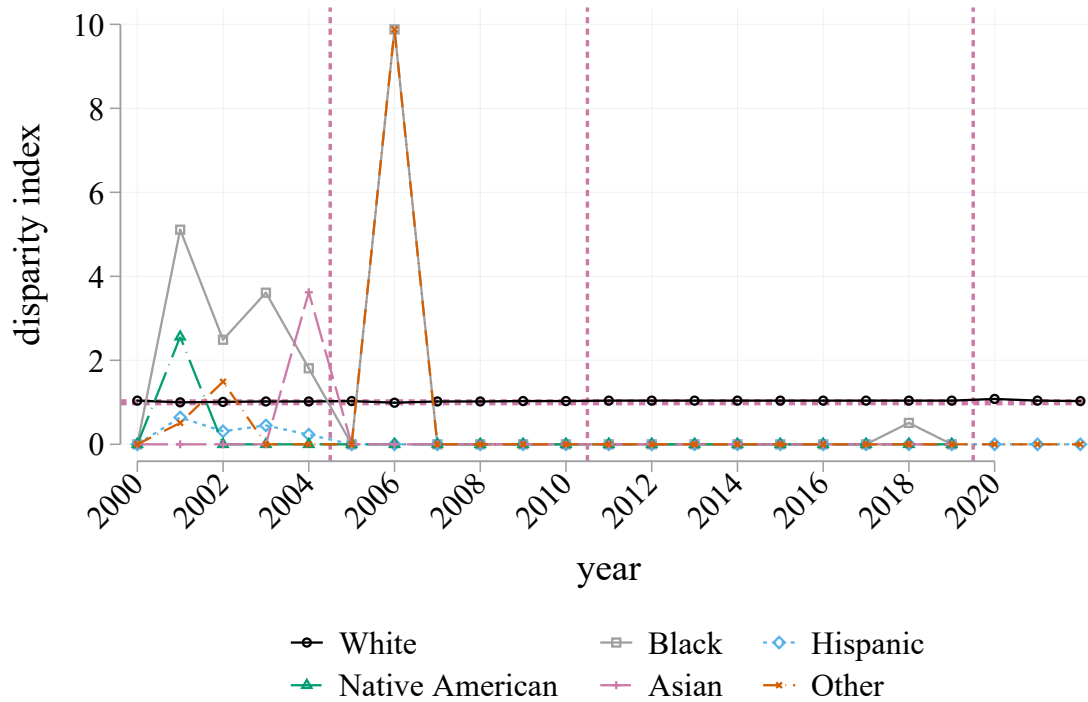 10
8
6
4
2
0
disparity index
2000 2002 2004 2006 2008 2010 2012 2014 2016 2018 2020
year
White Black Hispanic
Native American Asian Other